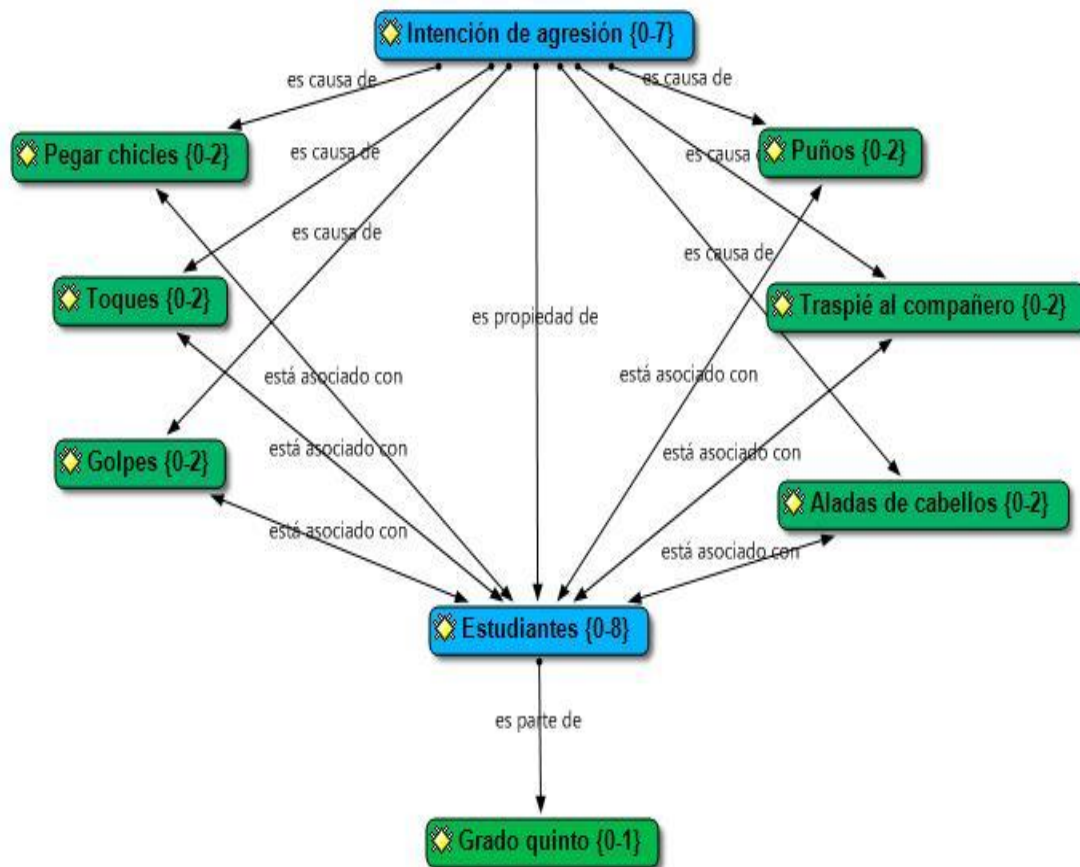 Intención de agresión {0-7}
es causa de
es causa de
Pegar chicles {0-2}
Puños {0-2}
es causa de
es causa d
es causa de
es causa de
Toques {0-2}
Traspié al compañero {0-2}
es propiedad de
está asociado con
está asociado con
Golpes {0-2}
está asociado con
está asociado con
Aladas de cabellos {0-2}
está asociado con
está asociado con
Estudiantes {0-8}
es parte de
Grado quinto {0-1}